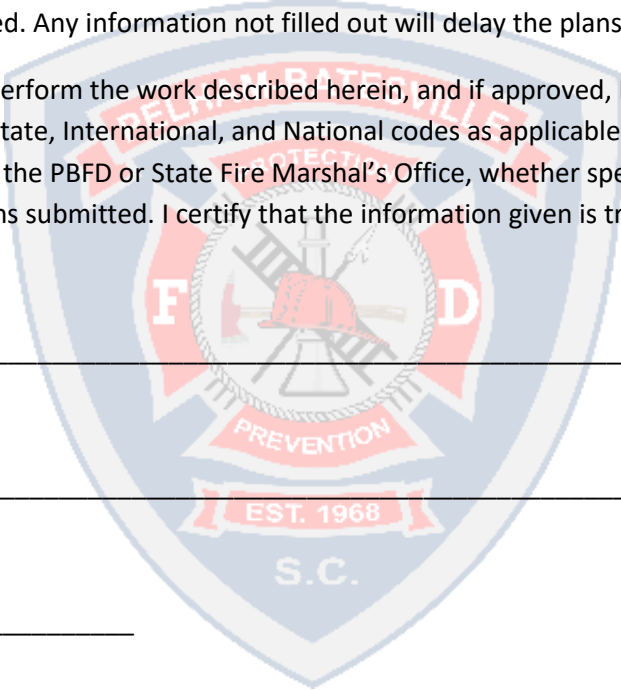 ed. Any information not filled out will delay the plans
erform the work described herein, and if approved,
PELHAM BATESVILLE
tate, International, and National codes as applicable
PROTECTION
the PBFD or State Fire Marshal's Office, whether spe
ns submitted. I certify that the information given is tr
F D
PREVENTION
EST. 1968
S.C.